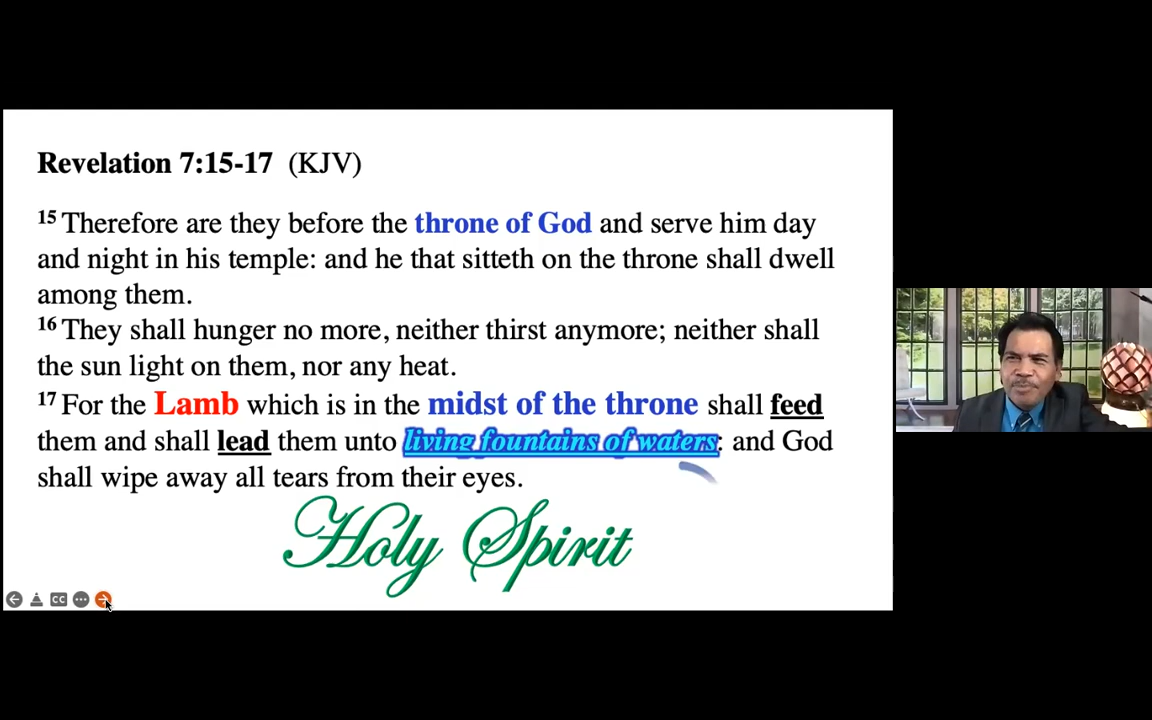 Revelation 7:15-17 (KJV)
15 Therefore are they before the throne of God and serve him day
and night in his temple: and he that sitteth on the throne shall dwell
among them.
16 They shall hunger no more, neither thirst anymore; neither shall
the sun light on them, nor any heat.
17 For the Lamb which is in the midst of the throne shall feed
them and shall lead them unto living fountains of waters: and God
shall wipe away all tears from their eyes.
Holy Spirit
CC